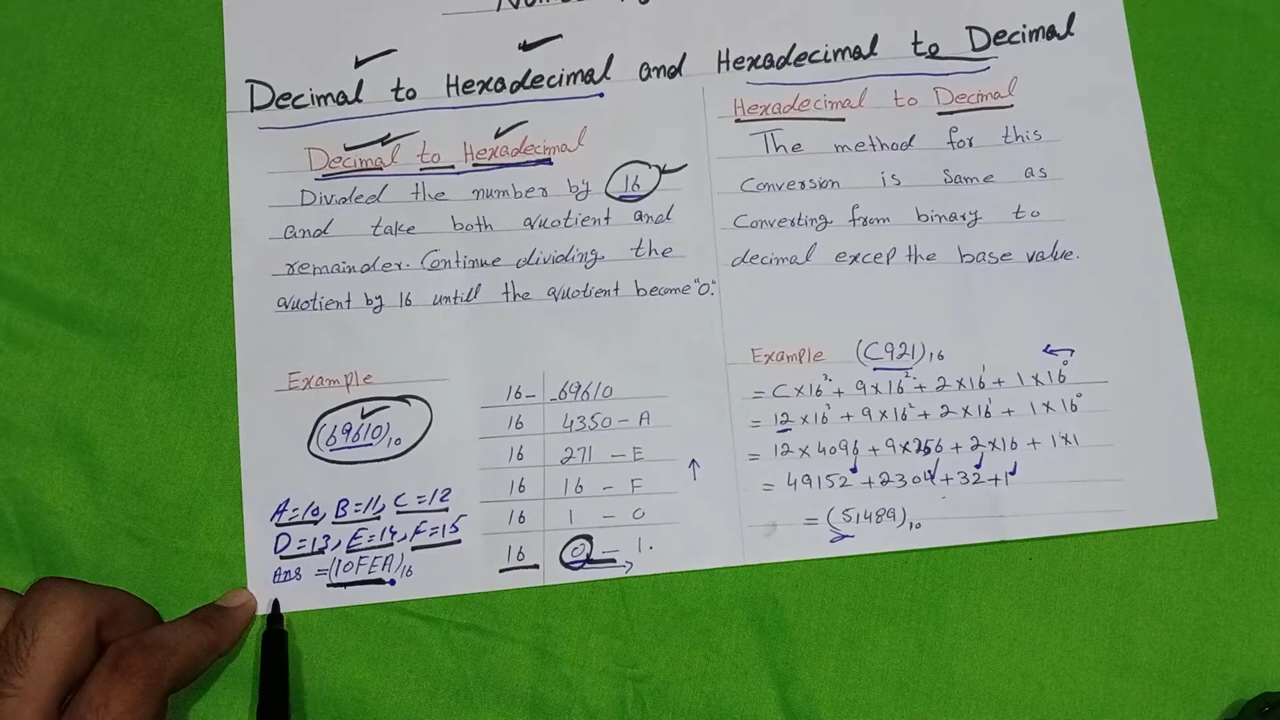 Decimal to Hexadecimal and Hexadecimal to Decimal
Decimal to Hexadecimal
Divided the number by 16
and take both quotient and
remainder. Continue dividing the
quotient by 16 untill the quotient become "0".
Example
(69610)₁₀
A=10, B=11, C=12
D=13, E=14, F=15
Ans =(10FEA)₁₆
16- -69610
16 4350 - A
16 271 - E
16 16 - F
16 1 - 0
16 0 - 1.
Hexadecimal to Decimal
The method for this
Conversion is Same as
Converting from binary to
decimal excep the base value.
Example (C921)₁₆
= C×16³ + 9×16² + 2×16¹ + 1×16⁰
= 12×16³ + 9×16² + 2×16¹ + 1×16⁰
= 12×4096 + 9×256 + 2×16 + 1×1
= 49152 + 2304 + 32 + 1
= (51489)₁₀